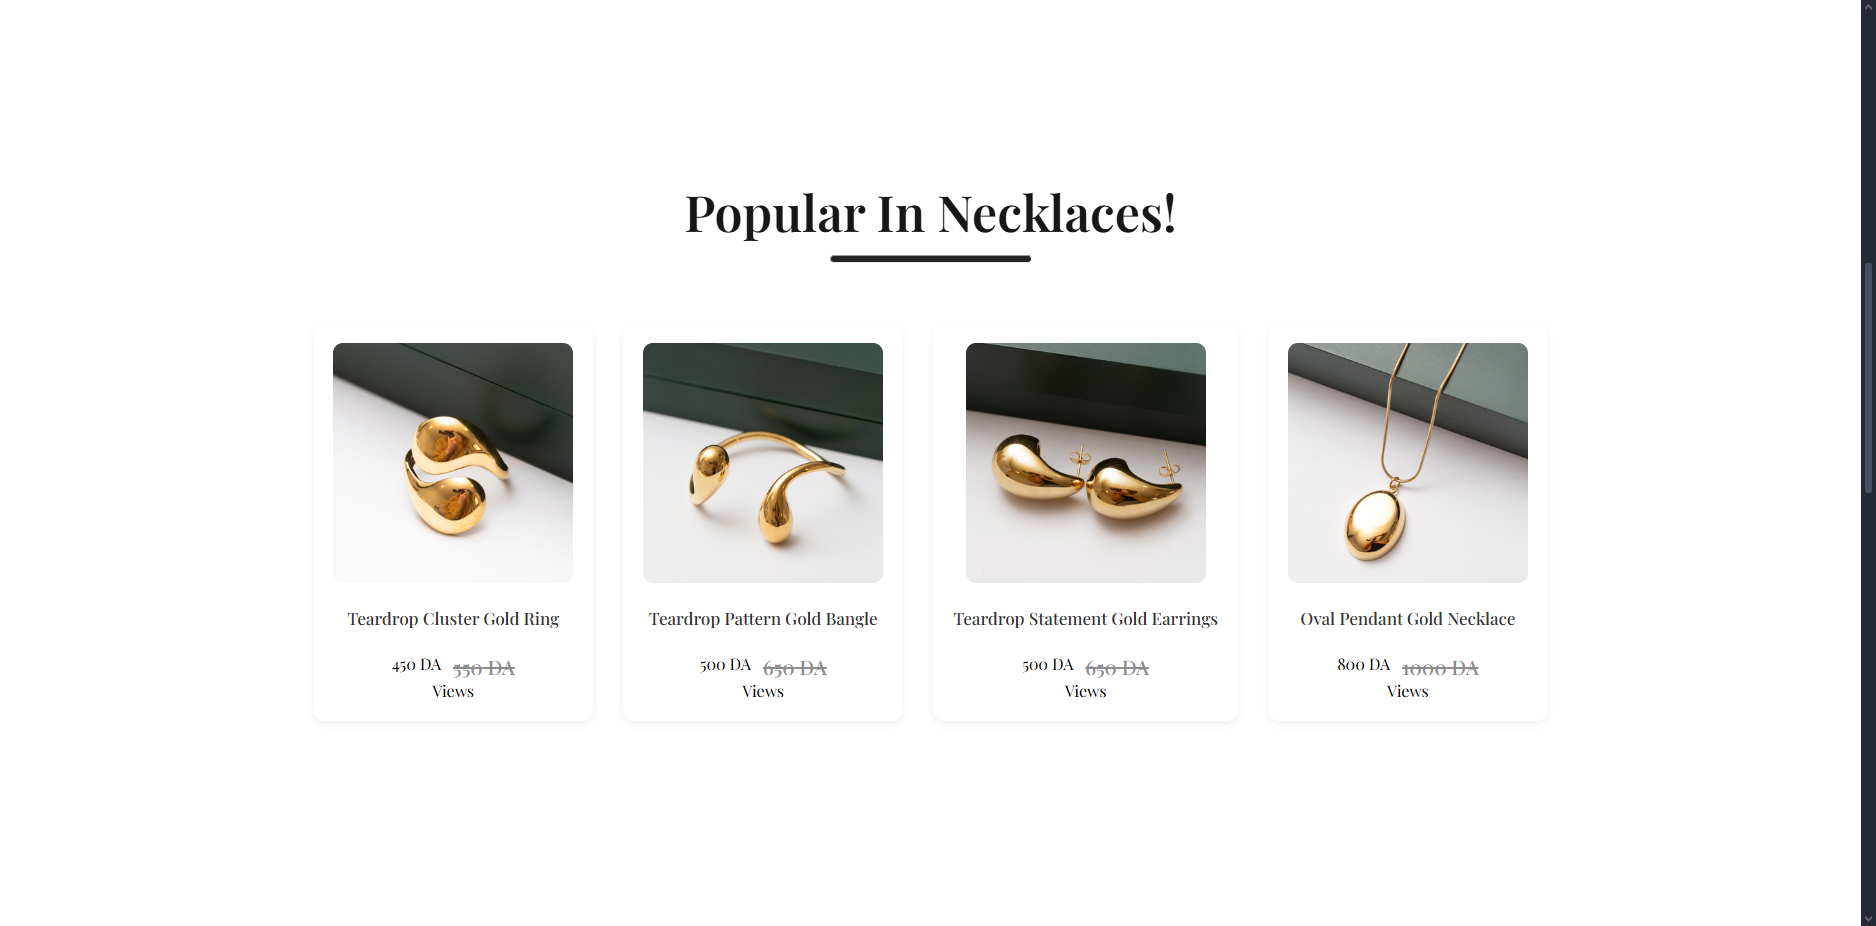 Popular In Necklaces!
Teardrop Cluster Gold Ring
450 DA 550 DA
Views
Teardrop Pattern Gold Bangle
500 DA 650 DA
Views
Teardrop Statement Gold Earrings
500 DA 650 DA
Views
Oval Pendant Gold Necklace
800 DA 1000 DA
Views